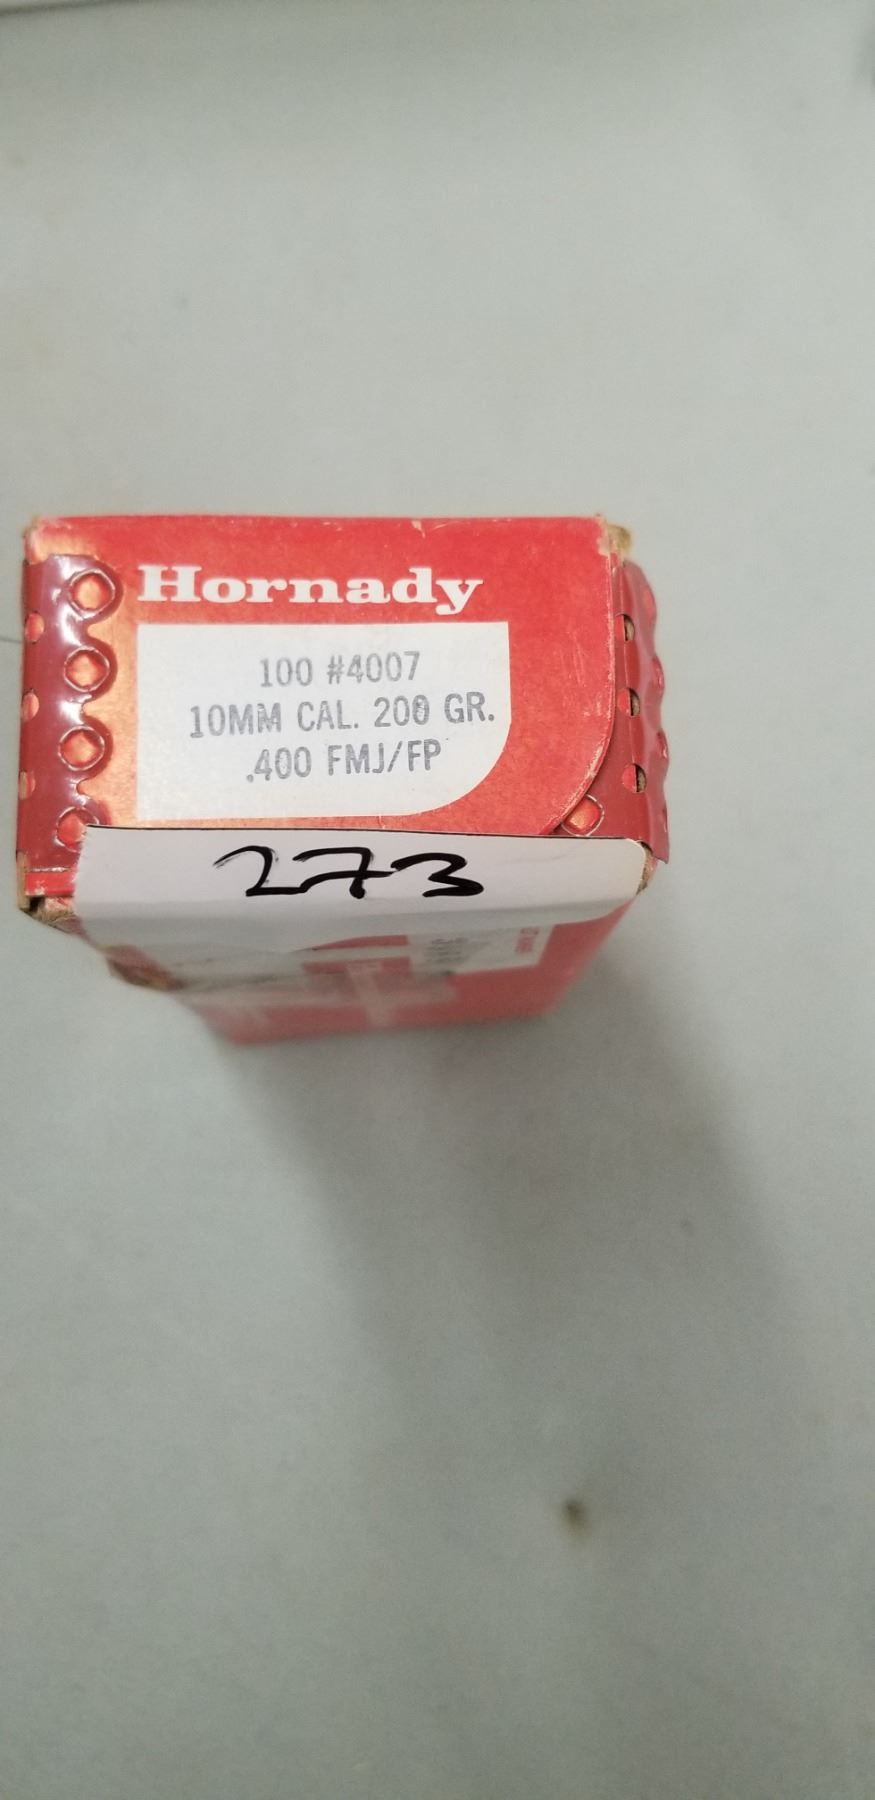 Hornady
100 #4007
10MM CAL. 200 GR.
.400 FMJ/FP
273